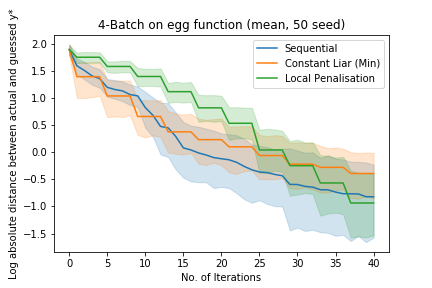 4-Batch on egg function (mean, 50 seed)
Log absolute distance between actual and guessed y*
2.0
1.5
1.0
0.5
0.0
−0.5
−1.0
−1.5
Sequential
Constant Liar (Min)
Local Penalisation
0 5 10 15 20 25 30 35 40
No. of Iterations